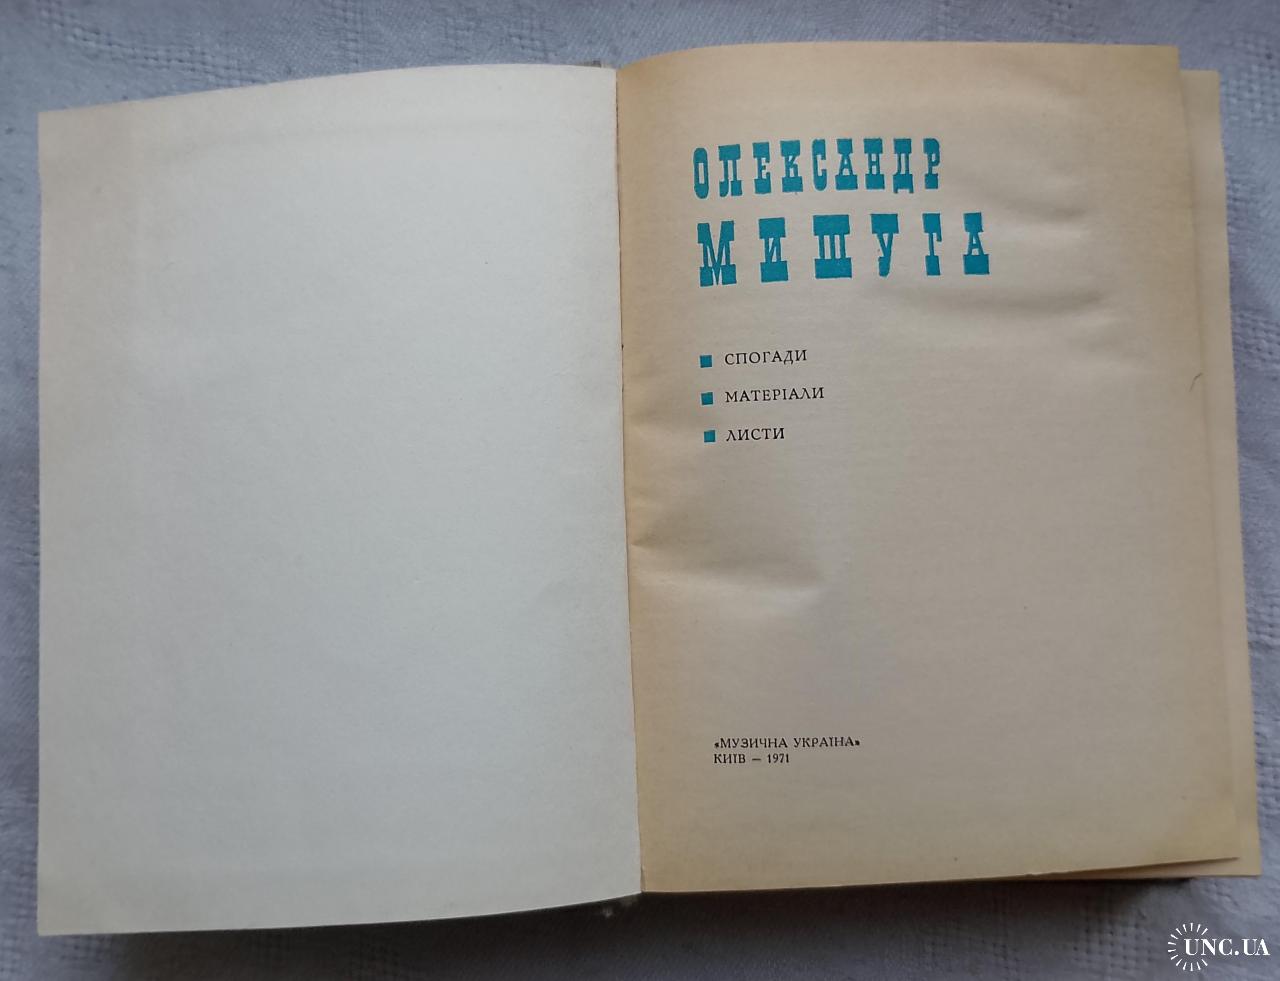 ОЛЕКСАНДР
МИШУГА
СПОГАДИ
МАТЕРІАЛИ
ЛИСТИ
«МУЗИЧНА УКРАЇНА»
КИЇВ — 1971
UNC.UA